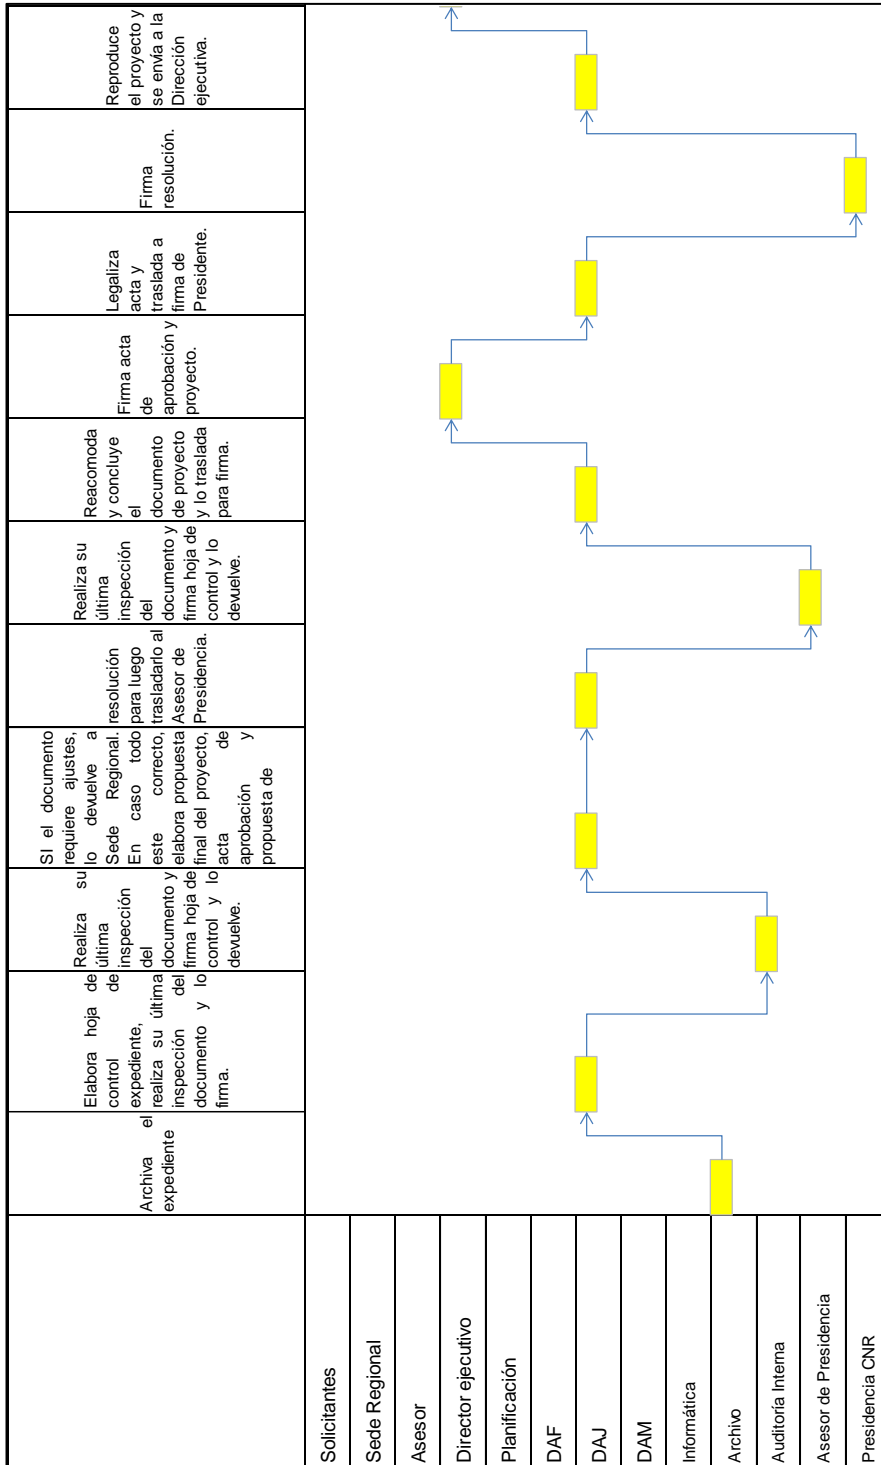 Archiva el
expediente
Elabora hoja de
control de
expediente,
realiza su última
inspección del
documento y lo
firma.
Realiza su
última
inspección
del
documento y
firma hoja de
control y lo
devuelve.
SI el documento
requiere ajustes,
lo devuelve a
Sede Regional.
En caso todo
este correcto,
elabora propuesta
final del proyecto,
acta de
aprobación y
propuesta de
resolución
para luego
trasladarlo al
Asesor de
Presidencia.
Realiza su
última
inspección
del
documento y
firma hoja de
control y lo
devuelve.
Reacomoda
y concluye
el
documento
de proyecto
y lo traslada
para firma.
Firma acta
de
aprobación y
proyecto.
Legaliza
acta y
traslada a
firma de
Presidente.
Firma
resolución.
Reproduce
el proyecto y
se envía a la
Dirección
ejecutiva.
Solicitantes
Sede Regional
Asesor
Director ejecutivo
Planificación
DAF
DAJ
DAM
Informática
Archivo
Auditoría Interna
Asesor de Presidencia
Presidencia CNR